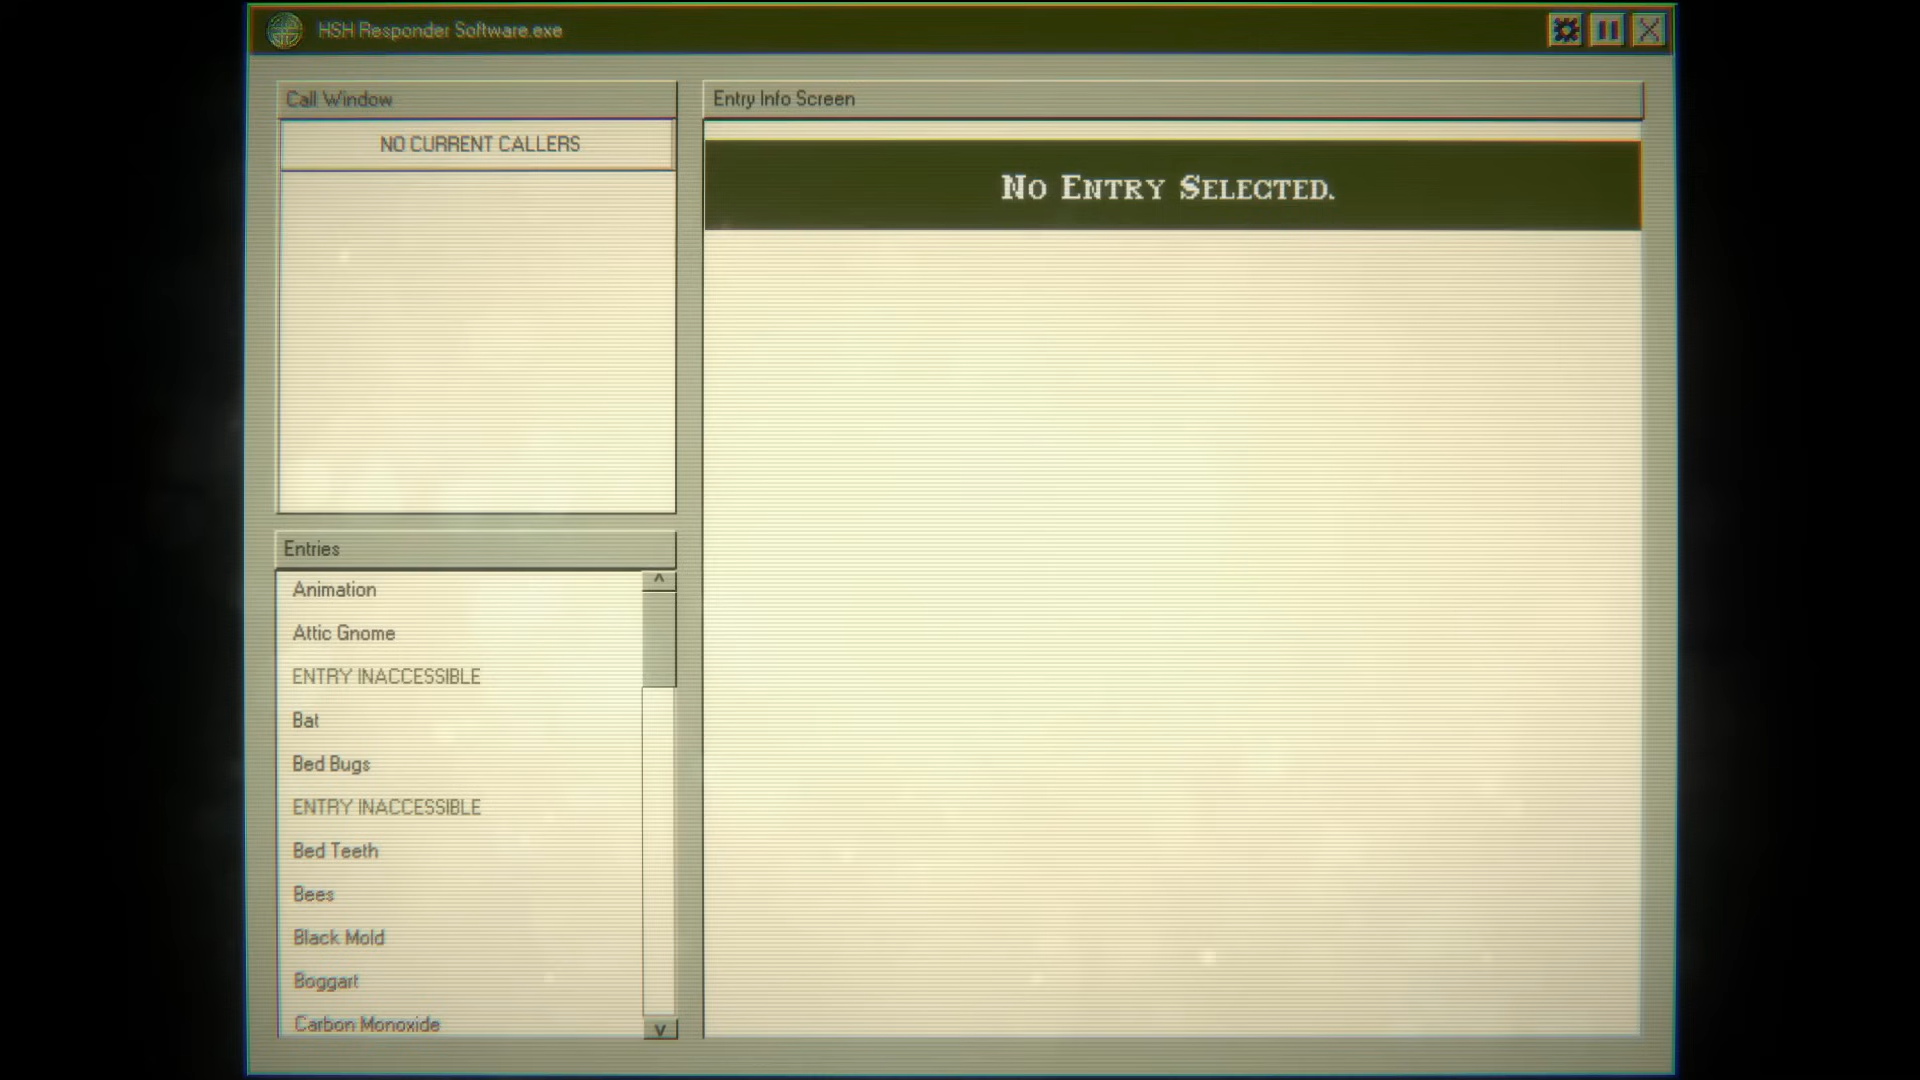 HSH Responder Software.exe
Call Window
NO CURRENT CALLERS
Entry Info Screen
No Entry Selected.
Entries
Animation
Attic Gnome
ENTRY INACCESSIBLE
Bat
Bed Bugs
ENTRY INACCESSIBLE
Bed Teeth
Bees
Black Mold
Boggart
Carbon Monoxide